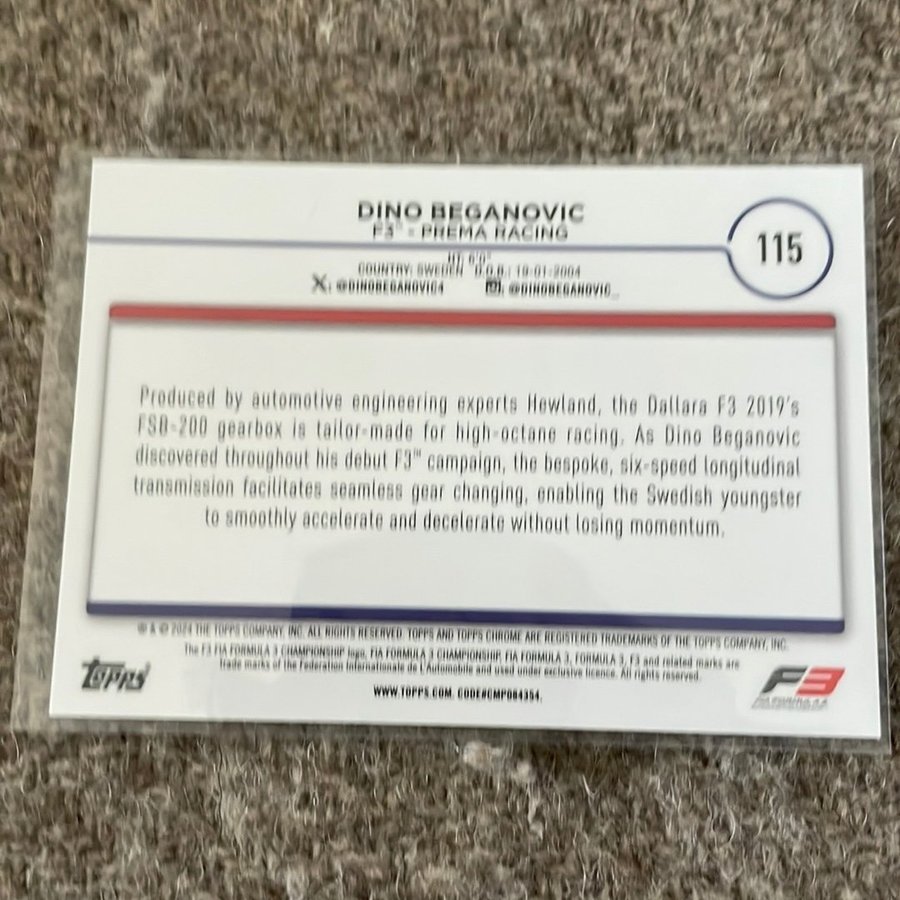 DINO BEGANOVIC
F3™ - PREMA RACING
115
HT: 6'0"
COUNTRY: SWEDEN D.O.B.: 19-01-2004
X: @DINOBEGANOVIC4 @DINOBEGANOVIC_
Produced by automotive engineering experts Hewland, the Dallara F3 2019's
FSB-200 gearbox is tailor-made for high-octane racing. As Dino Beganovic
discovered throughout his debut F3™ campaign, the bespoke, six-speed longitudinal
transmission facilitates seamless gear changing, enabling the Swedish youngster
to smoothly accelerate and decelerate without losing momentum.
® & © 2024 THE TOPPS COMPANY, INC. ALL RIGHTS RESERVED. TOPPS AND TOPPS CHROME ARE REGISTERED TRADEMARKS OF THE TOPPS COMPANY, INC.
The F3 FIA FORMULA 3 CHAMPIONSHIP logo, FIA FORMULA 3 CHAMPIONSHIP, FIA FORMULA 3, FORMULA 3, F3 and related marks are
trade marks of the Federation Internationale de L'Automobile and used under exclusive licence. All rights reserved.
WWW.TOPPS.COM. CODE#CMP084354.
TOPPS
F3